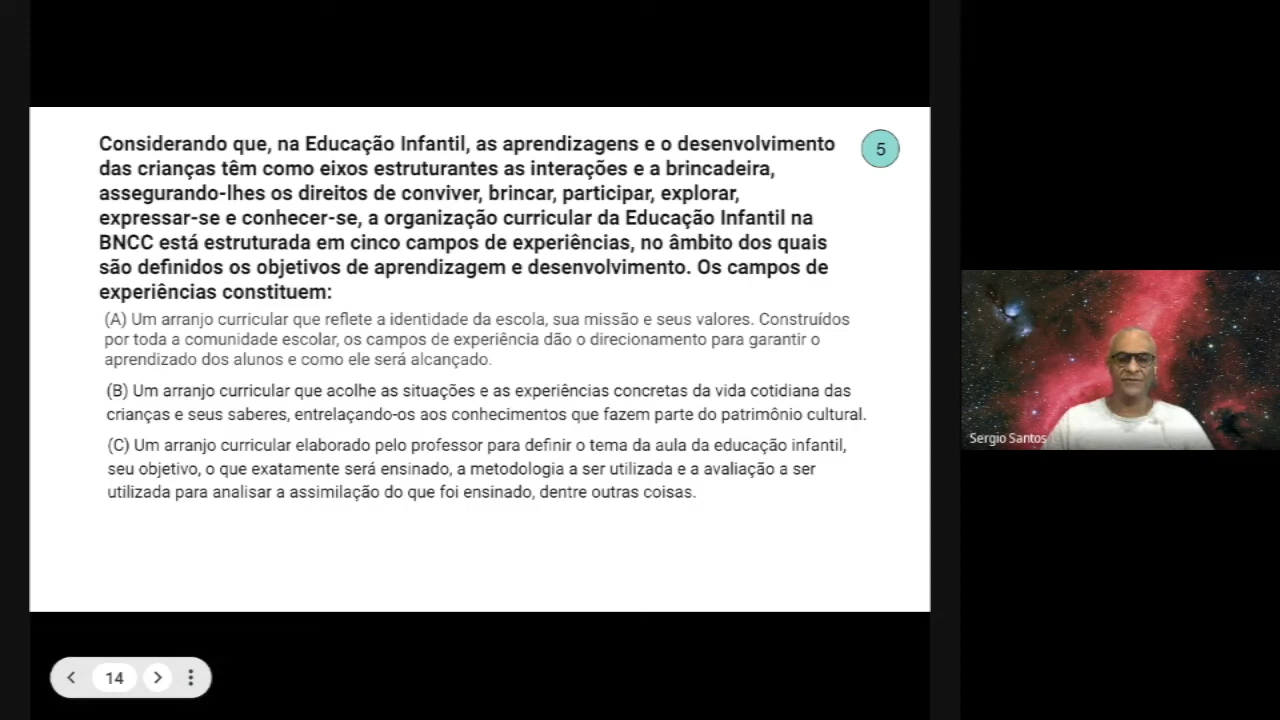 Considerando que, na Educação Infantil, as aprendizagens e o desenvolvimento
das crianças têm como eixos estruturantes as interações e a brincadeira,
assegurando-lhes os direitos de conviver, brincar, participar, explorar,
expressar-se e conhecer-se, a organização curricular da Educação Infantil na
BNCC está estruturada em cinco campos de experiências, no âmbito dos quais
são definidos os objetivos de aprendizagem e desenvolvimento. Os campos de
experiências constituem:
5
(A) Um arranjo curricular que reflete a identidade da escola, sua missão e seus valores. Construídos
por toda a comunidade escolar, os campos de experiência dão o direcionamento para garantir o
aprendizado dos alunos e como ele será alcançado.
(B) Um arranjo curricular que acolhe as situações e as experiências concretas da vida cotidiana das
crianças e seus saberes, entrelaçando-os aos conhecimentos que fazem parte do patrimônio cultural.
(C) Um arranjo curricular elaborado pelo professor para definir o tema da aula da educação infantil,
seu objetivo, o que exatamente será ensinado, a metodologia a ser utilizada e a avaliação a ser
utilizada para analisar a assimilação do que foi ensinado, dentre outras coisas.
Sergio Santos
14